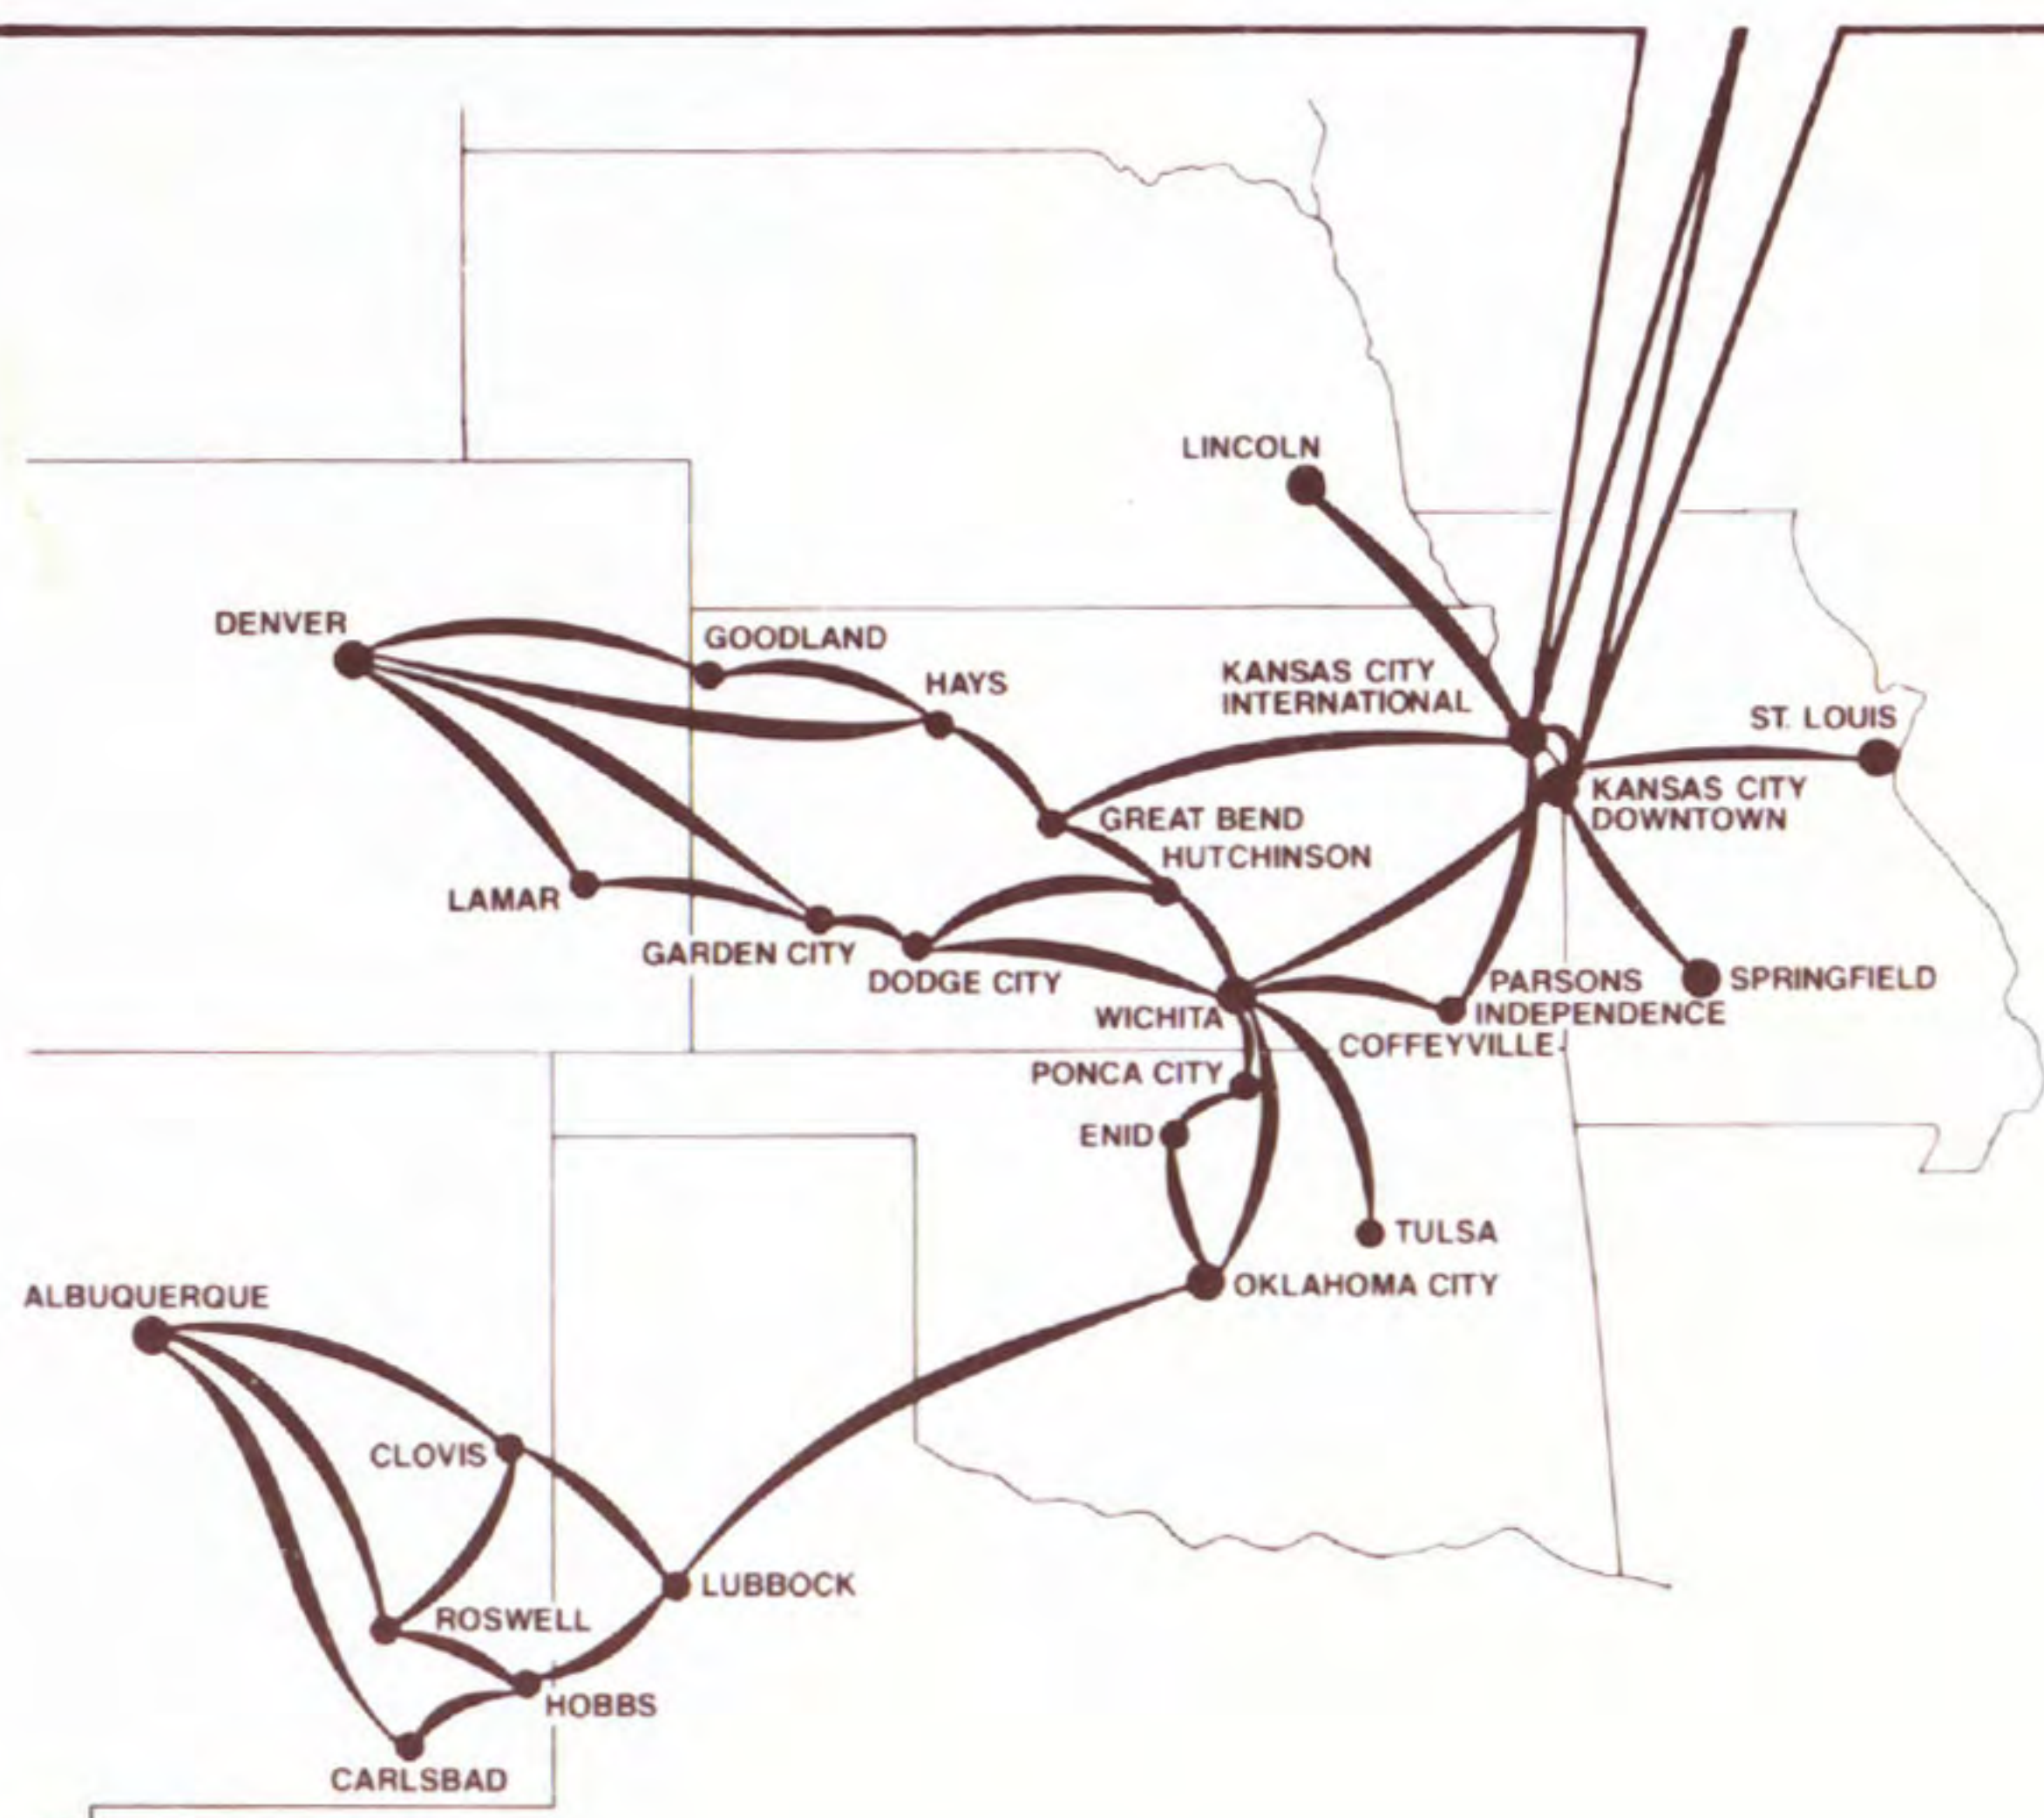 LINCOLN
DENVER
GOODLAND
HAYS
KANSAS CITY
INTERNATIONAL
ST. LOUIS
KANSAS CITY
DOWNTOWN
GREAT BEND
HUTCHINSON
LAMAR
GARDEN CITY
DODGE CITY
WICHITA
PARSONS
INDEPENDENCE
COFFEYVILLE
SPRINGFIELD
PONCA CITY
ENID
TULSA
OKLAHOMA CITY
ALBUQUERQUE
CLOVIS
LUBBOCK
ROSWELL
HOBBS
CARLSBAD